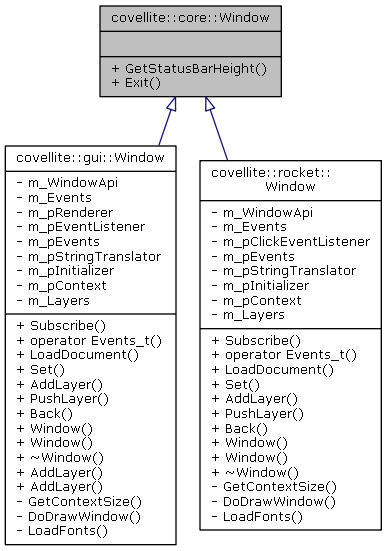 covellite::core::Window
+ GetStatusBarHeight()
+ Exit()
covellite::gui::Window
- m_WindowApi
- m_Events
- m_pRenderer
- m_pEventListener
- m_pEvents
- m_pStringTranslator
- m_pInitializer
- m_pContext
- m_Layers
+ Subscribe()
+ operator Events_t()
+ LoadDocument()
+ Set()
+ AddLayer()
+ PushLayer()
+ Back()
+ Window()
+ Window()
+ ~Window()
+ AddLayer()
+ AddLayer()
- GetContextSize()
- DoDrawWindow()
- LoadFonts()
covellite::rocket::
Window
- m_WindowApi
- m_Events
- m_pClickEventListener
- m_pEvents
- m_pStringTranslator
- m_pInitializer
- m_pContext
- m_Layers
+ Subscribe()
+ operator Events_t()
+ LoadDocument()
+ Set()
+ AddLayer()
+ PushLayer()
+ Back()
+ Window()
+ Window()
+ ~Window()
- GetContextSize()
- DoDrawWindow()
- LoadFonts()